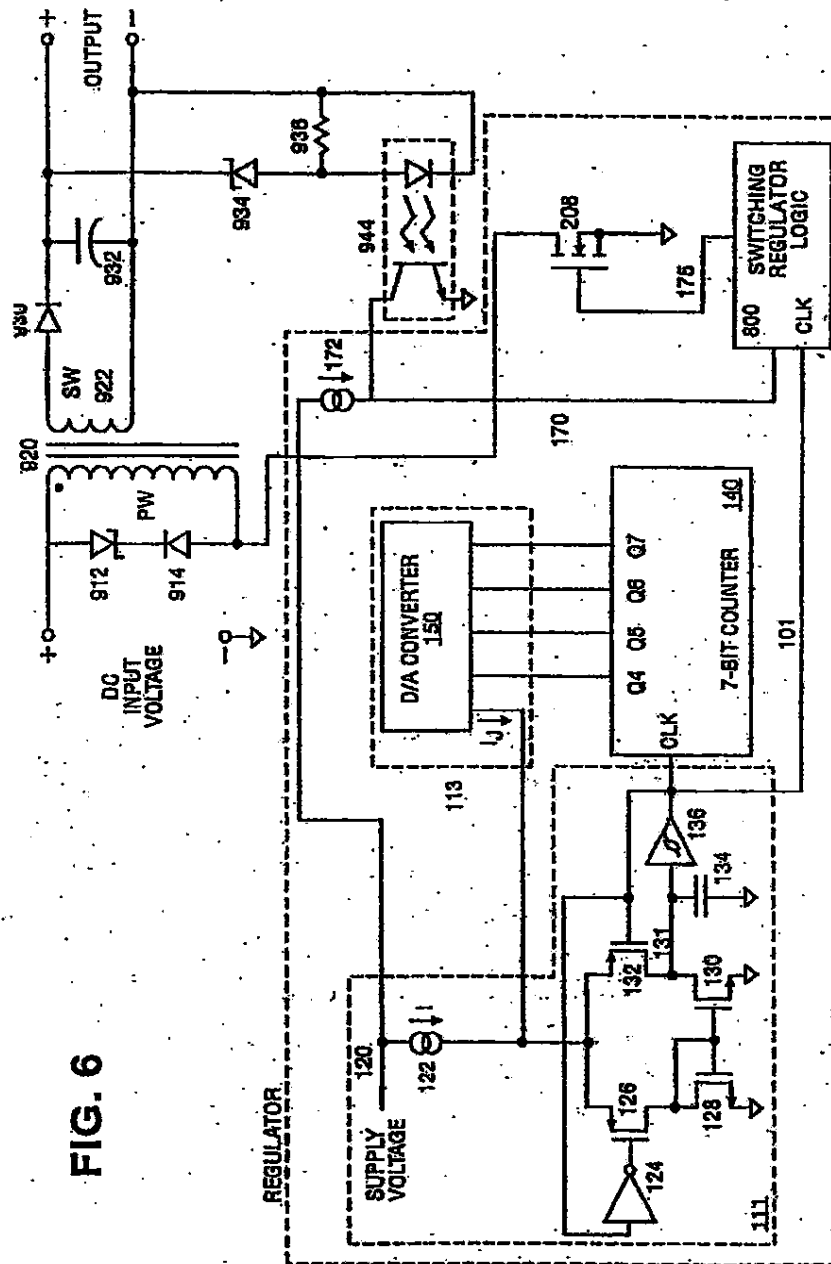 FIG. 6
+
-
OUTPUT
SW
922
932
934
936
944
920
PW
912
914
+
DC
INPUT
VOLTAGE
-
REGULATOR
172
208
175
170
SWITCHING
REGULATOR
LOGIC
800
CLK
D/A CONVERTER
150
IJ
113
Q4 Q5 Q6 Q7
140
7-BIT COUNTER
CLK
101
SUPPLY
VOLTAGE
120
122
I
124
126
128
130
131
132
134
136
111